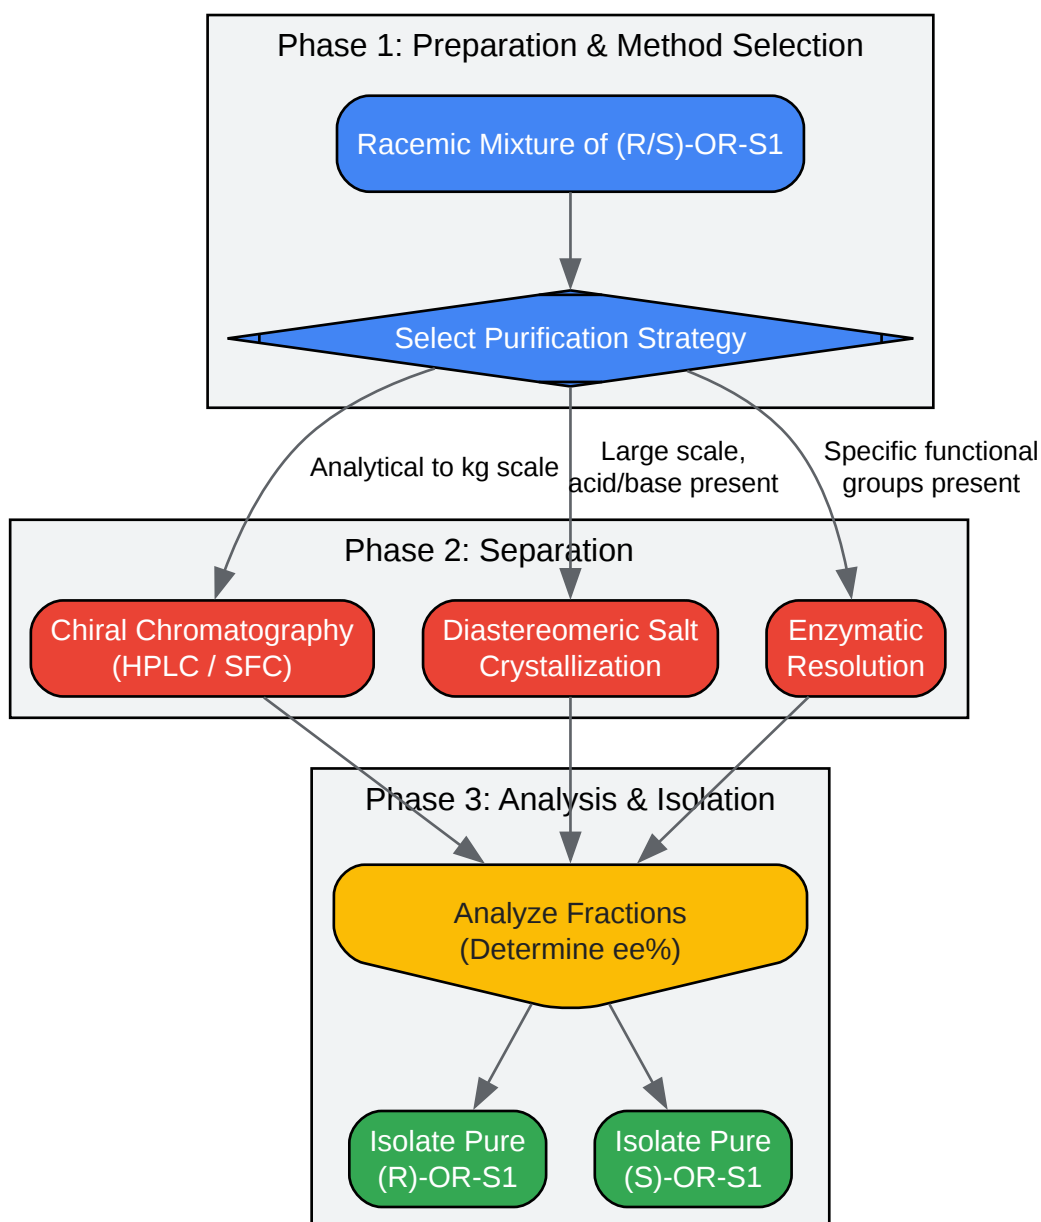 Phase 1: Preparation & Method Selection
Racemic Mixture of (R/S)-OR-S1
Select Purification Strategy
Analytical to kg scale
Large scale,
acid/base present
Specific functional
groups present
Phase 2: Separation
Chiral Chromatography
(HPLC / SFC)
Diastereomeric Salt
Crystallization
Enzymatic
Resolution
Phase 3: Analysis & Isolation
Analyze Fractions
(Determine ee%)
Isolate Pure
(R)-OR-S1
Isolate Pure
(S)-OR-S1